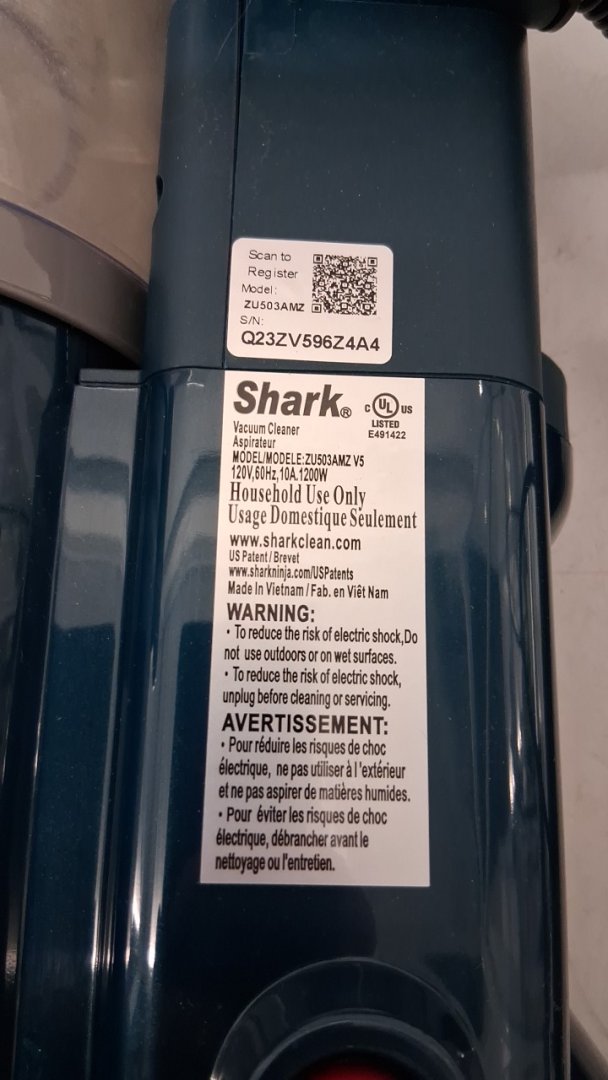 Scan to
Register
Model:
ZU503AMZ
S/N:
Q23ZV596Z4A4
Shark®
C UL US
LISTED
E491422
Vacuum Cleaner
Aspirateur
MODEL/MODELE:ZU503AMZ V5
120V,60Hz,10A.1200W
Household Use Only
Usage Domestique Seulement
www.sharkclean.com
US Patent/Brevet
www.sharkninja.com/USPatents
Made In Vietnam/Fab. en Viêt Nam
WARNING:
· To reduce the risk of electric shock,Do
not use outdoors or on wet surfaces.
· To reduce the risk of electric shock,
unplug before cleaning or servicing.
AVERTISSEMENT:
· Pour réduire les risques de choc
électrique, ne pas utiliser à l'extérieur
et ne pas aspirer de matières humides.
· Pour éviter les risques de choc
électrique, débrancher avant le
nettoyage ou l'entretien.